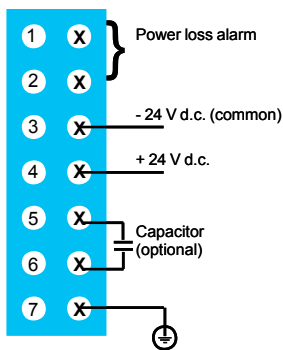 1 X Power loss alarm
2 X
3 X - 24 V d.c. (common)
4 X + 24 V d.c.
5 X Capacitor
(optional)
6 X
7 X